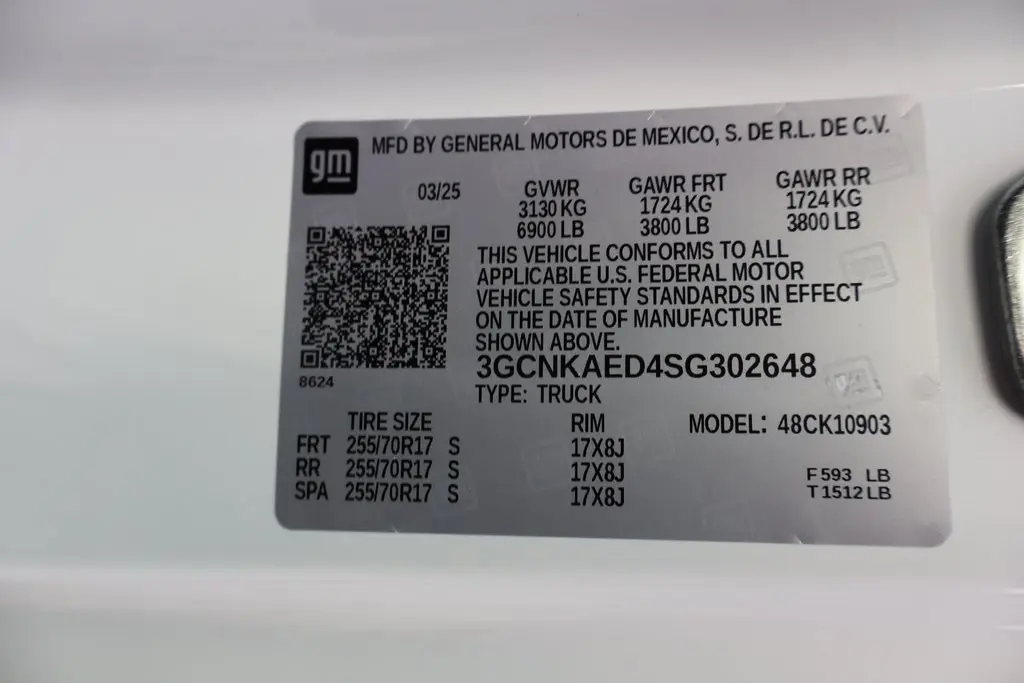 gm
MFD BY GENERAL MOTORS DE MEXICO, S. DE R.L. DE C.V.
03/25
GVWR GAWR FRT GAWR RR
3130 KG 1724 KG 1724 KG
6900 LB 3800 LB 3800 LB
THIS VEHICLE CONFORMS TO ALL
APPLICABLE U.S. FEDERAL MOTOR
VEHICLE SAFETY STANDARDS IN EFFECT
ON THE DATE OF MANUFACTURE
SHOWN ABOVE.
3GCNKAED4SG302648
8624
TYPE: TRUCK
TIRE SIZE RIM MODEL: 48CK10903
FRT 255/70R17 S 17X8J
RR 255/70R17 S 17X8J
SPA 255/70R17 S 17X8J
F 593 LB
T 1512 LB